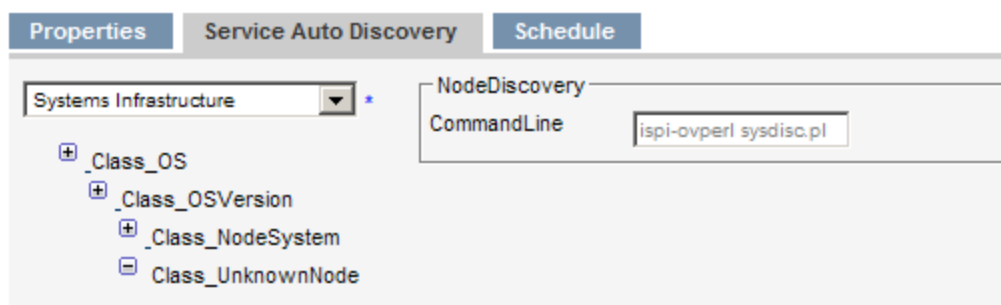 Properties
Service Auto Discovery
Schedule
Systems Infrastructure *
NodeDiscovery
CommandLine
ispi-ovperl sysdisc.pl
_Class_OS
_Class_OSVersion
_Class_NodeSystem
Class_UnknownNode